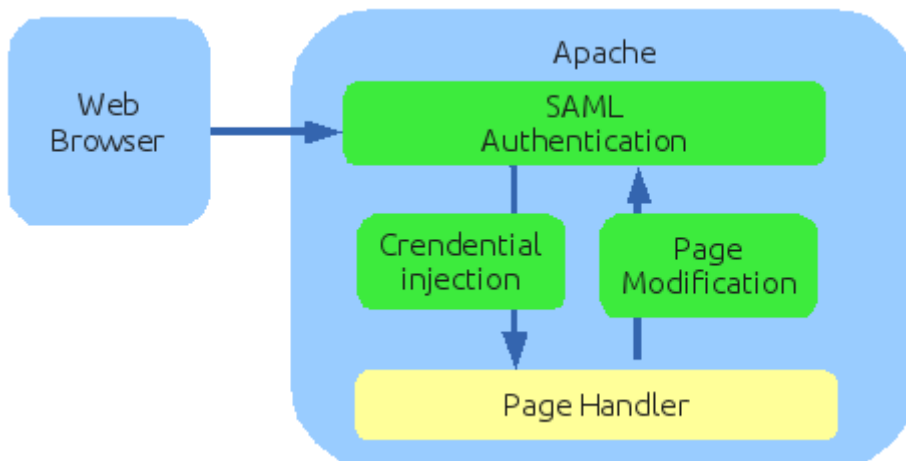 Web
Browser
Apache
SAML
Authentication
Crendential
injection
Page
Modification
Page Handler